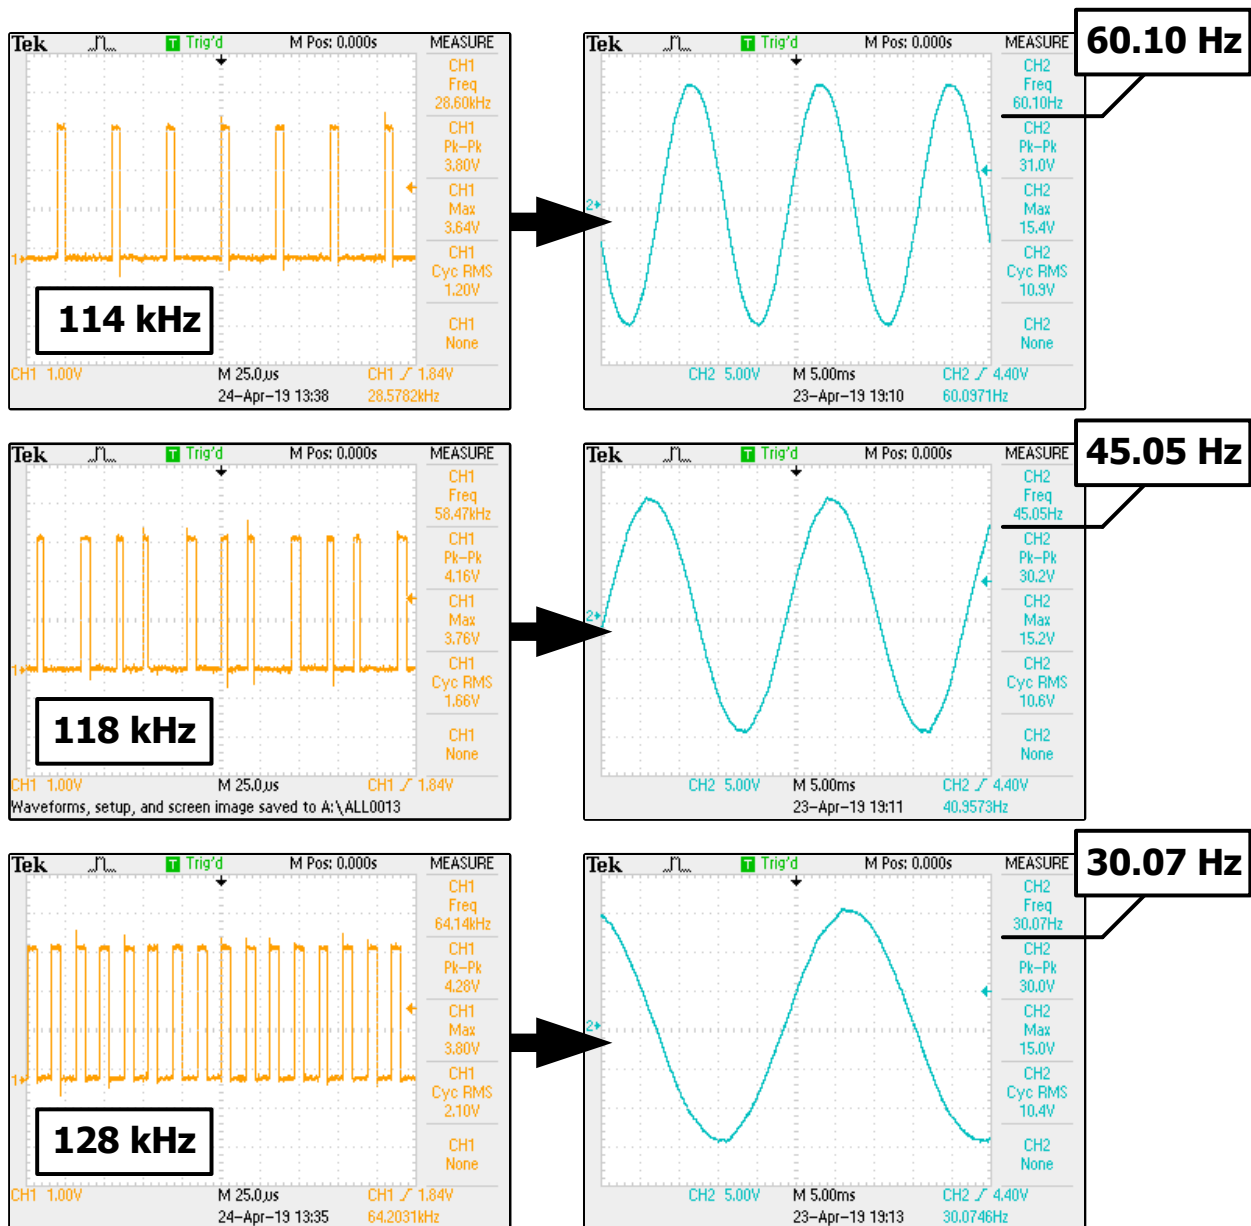 Tek Trig'd M Pos: 0.000s MEASURE
CH1
Freq
28.60kHz
CH1
Pk-Pk
3.80V
CH1
Max
3.64V
CH1
Cyc RMS
1.20V
CH1
None
1
114 kHz
CH1 1.00V M 25.0µs CH1 1.84V
24-Apr-19 13:38 28.5782kHz
Tek Trig'd M Pos: 0.000s MEASURE
60.10 Hz
CH2
Freq
60.10Hz
CH2
Pk-Pk
31.0V
CH2
Max
15.4V
CH2
Cyc RMS
10.9V
CH2
None
2
CH2 5.00V M 5.00ms CH2 4.40V
23-Apr-19 19:10 60.0971Hz
Tek Trig'd M Pos: 0.000s MEASURE
CH1
Freq
58.47kHz
CH1
Pk-Pk
4.16V
CH1
Max
3.76V
CH1
Cyc RMS
1.66V
CH1
None
1
118 kHz
CH1 1.00V M 25.0µs CH1 1.84V
Waveforms, setup, and screen image saved to A:\ALL0013
Tek Trig'd M Pos: 0.000s MEASURE
45.05 Hz
CH2
Freq
45.05Hz
CH2
Pk-Pk
30.2V
CH2
Max
15.2V
CH2
Cyc RMS
10.6V
CH2
None
2
CH2 5.00V M 5.00ms CH2 4.40V
23-Apr-19 19:11 40.9573Hz
Tek Trig'd M Pos: 0.000s MEASURE
CH1
Freq
64.14kHz
CH1
Pk-Pk
4.28V
CH1
Max
3.80V
CH1
Cyc RMS
2.10V
CH1
None
1
128 kHz
CH1 1.00V M 25.0µs CH1 1.84V
24-Apr-19 13:35 64.2031kHz
Tek Trig'd M Pos: 0.000s MEASURE
30.07 Hz
CH2
Freq
30.07Hz
CH2
Pk-Pk
30.0V
CH2
Max
15.0V
CH2
Cyc RMS
10.4V
CH2
None
2
CH2 5.00V M 5.00ms CH2 4.40V
23-Apr-19 19:13 30.0746Hz